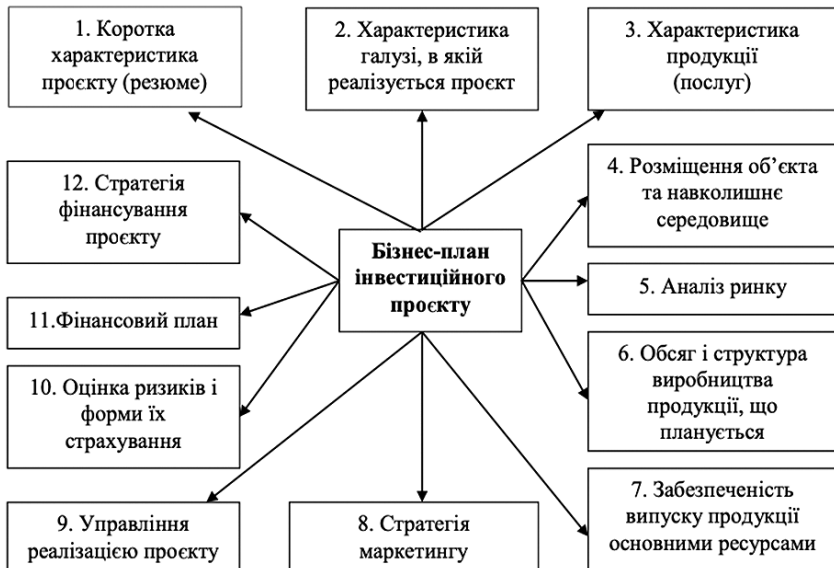 1. Коротка
характеристика
проєкту (резюме)
2. Характеристика
галузі, в якій
реалізується проєкт
3. Характеристика
продукції
(послуг)
4. Розміщення об’єкта
та навколишнє
середовище
12. Стратегія
фінансування
проєкту
Бізнес-план
інвестиційного
проєкту
5. Аналіз ринку
11.Фінансовий план
6. Обсяг і структура
виробництва
продукції, що
планується
10. Оцінка ризиків і
форми їх
страхування
7. Забезпеченість
випуску продукції
основними ресурсами
9. Управління
реалізацією проєкту
8. Стратегія
маркетингу